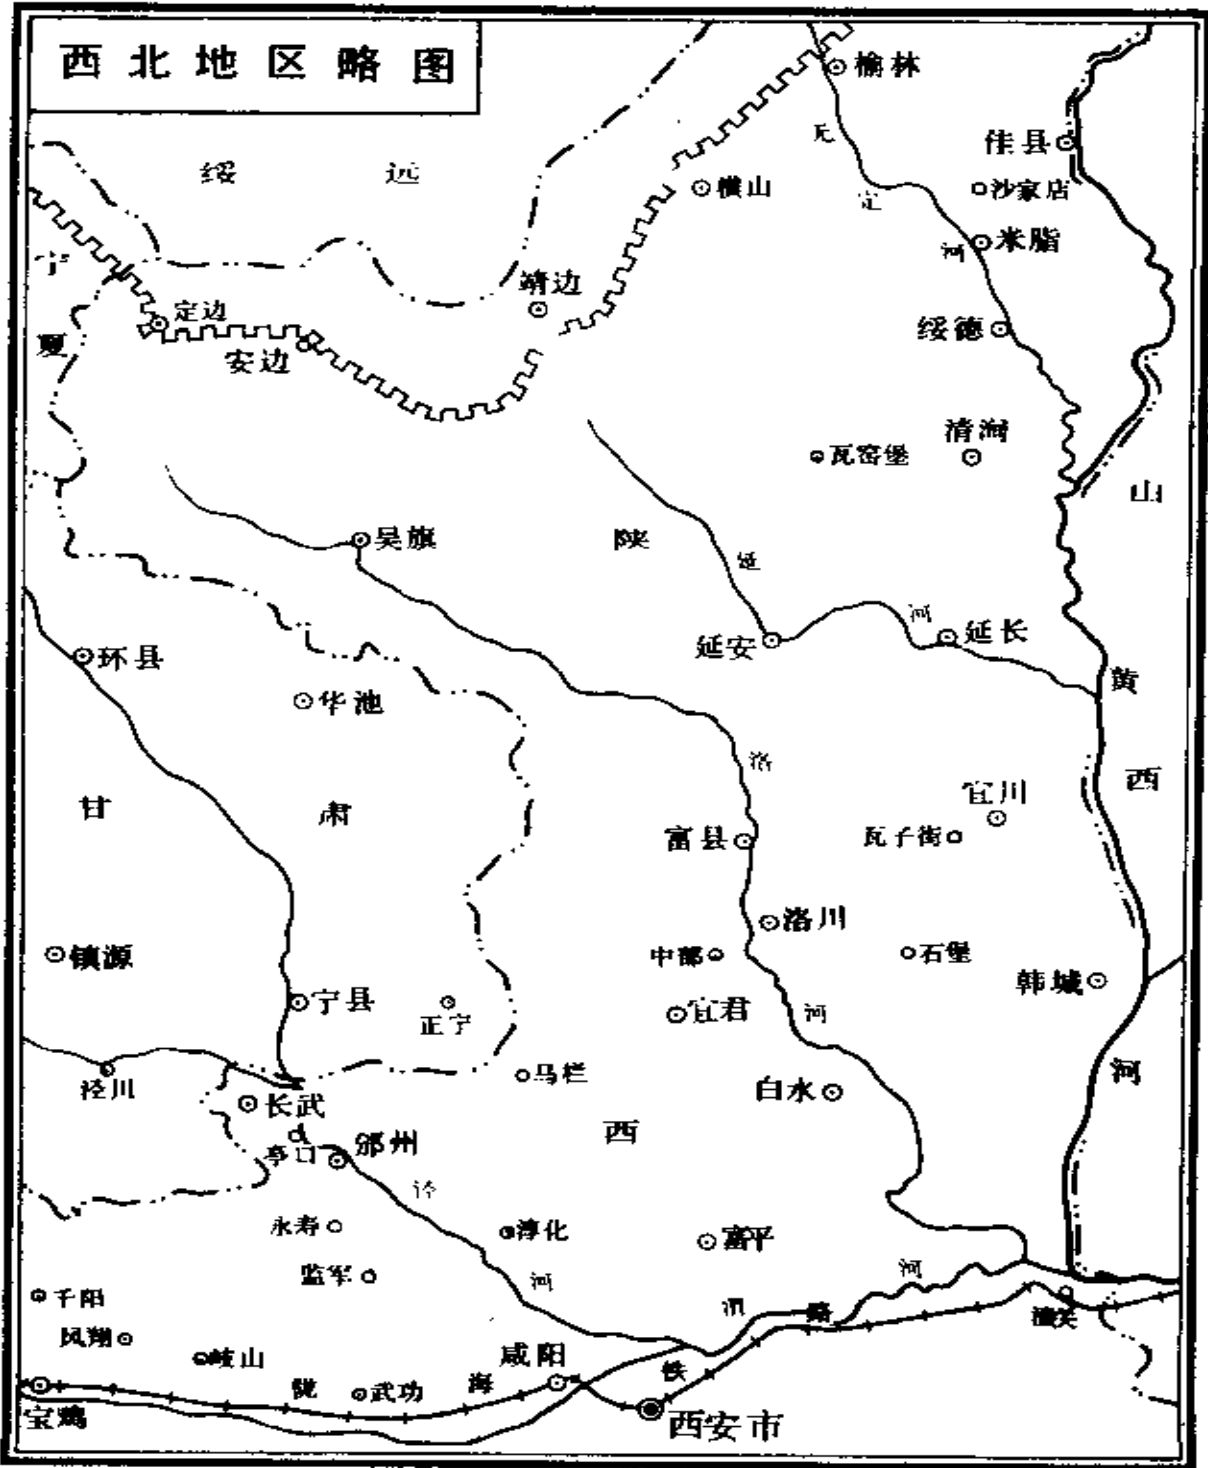 西北地区略图
榆林
无
佳县
绥 远
横山
定
沙家店
河
米脂
宁
靖边
定边
绥德
夏
安边
瓦窑堡
清涧
山
吴旗
陕
延
河
延安
延长
环县
黄
华池
洛
西
甘 肃
宜川
富县
瓦子街
洛川
镇源
中部
石堡
韩城
宁县
正宁
宜君
河
泾川
马栏
白水
河
长武
西
亭口
邠州
泾
永寿
淳化
富平
监军
河
河
千阳
渭
路
潼关
凤翔
岐山
咸阳
铁
陇
武功
海
宝鸡
西安市